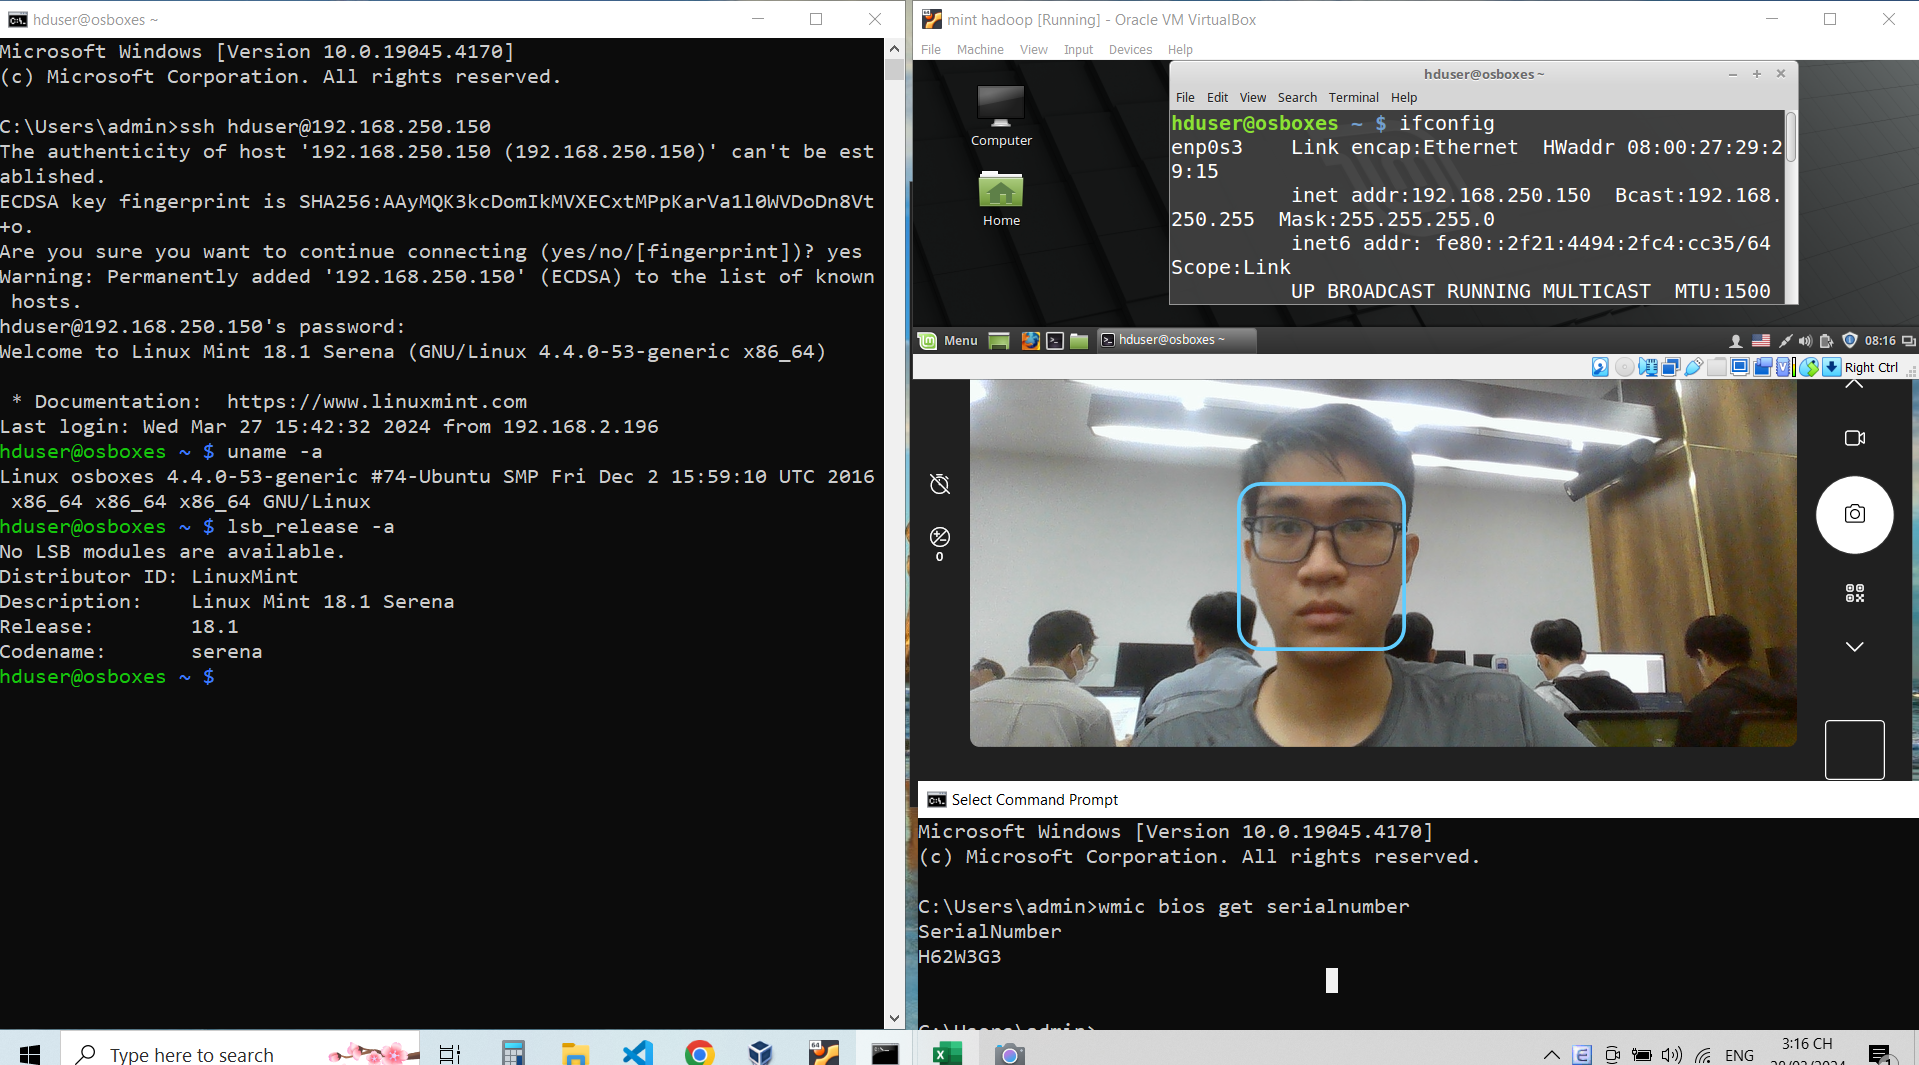 hduser@osboxes ~
Microsoft Windows [Version 10.0.19045.4170]
(c) Microsoft Corporation. All rights reserved.
C:\Users\admin>ssh hduser@192.168.250.150
The authenticity of host '192.168.250.150 (192.168.250.150)' can't be est
ablished.
ECDSA key fingerprint is SHA256:AAyMQK3kcDomIkMVXECxtMPpKarVa1l0WVDoDn8Vt
+o.
Are you sure you want to continue connecting (yes/no/[fingerprint])? yes
Warning: Permanently added '192.168.250.150' (ECDSA) to the list of known
 hosts.
hduser@192.168.250.150's password:
Welcome to Linux Mint 18.1 Serena (GNU/Linux 4.4.0-53-generic x86_64)
 * Documentation:  https://www.linuxmint.com
Last login: Wed Mar 27 15:42:32 2024 from 192.168.2.196
hduser@osboxes ~ $ uname -a
Linux osboxes 4.4.0-53-generic #74-Ubuntu SMP Fri Dec 2 15:59:10 UTC 2016
 x86_64 x86_64 x86_64 GNU/Linux
hduser@osboxes ~ $ lsb_release -a
No LSB modules are available.
Distributor ID: LinuxMint
Description:    Linux Mint 18.1 Serena
Release:        18.1
Codename:       serena
hduser@osboxes ~ $
mint hadoop [Running] - Oracle VM VirtualBox
File Machine View Input Devices Help
Computer
Home
hduser@osboxes ~
File Edit View Search Terminal Help
hduser@osboxes ~ $ ifconfig
enp0s3    Link encap:Ethernet  HWaddr 08:00:27:29:2
9:15
          inet addr:192.168.250.150  Bcast:192.168.
250.255  Mask:255.255.255.0
          inet6 addr: fe80::2f21:4494:2fc4:cc35/64
Scope:Link
          UP BROADCAST RUNNING MULTICAST  MTU:1500
Menu
hduser@osboxes ~
08:16
Right Ctrl
0
Select Command Prompt
Microsoft Windows [Version 10.0.19045.4170]
(c) Microsoft Corporation. All rights reserved.
C:\Users\admin>wmic bios get serialnumber
SerialNumber
H62W3G3
C:\Users\admin>
Type here to search
64
ENG
3:16 CH
28/03/2024
1